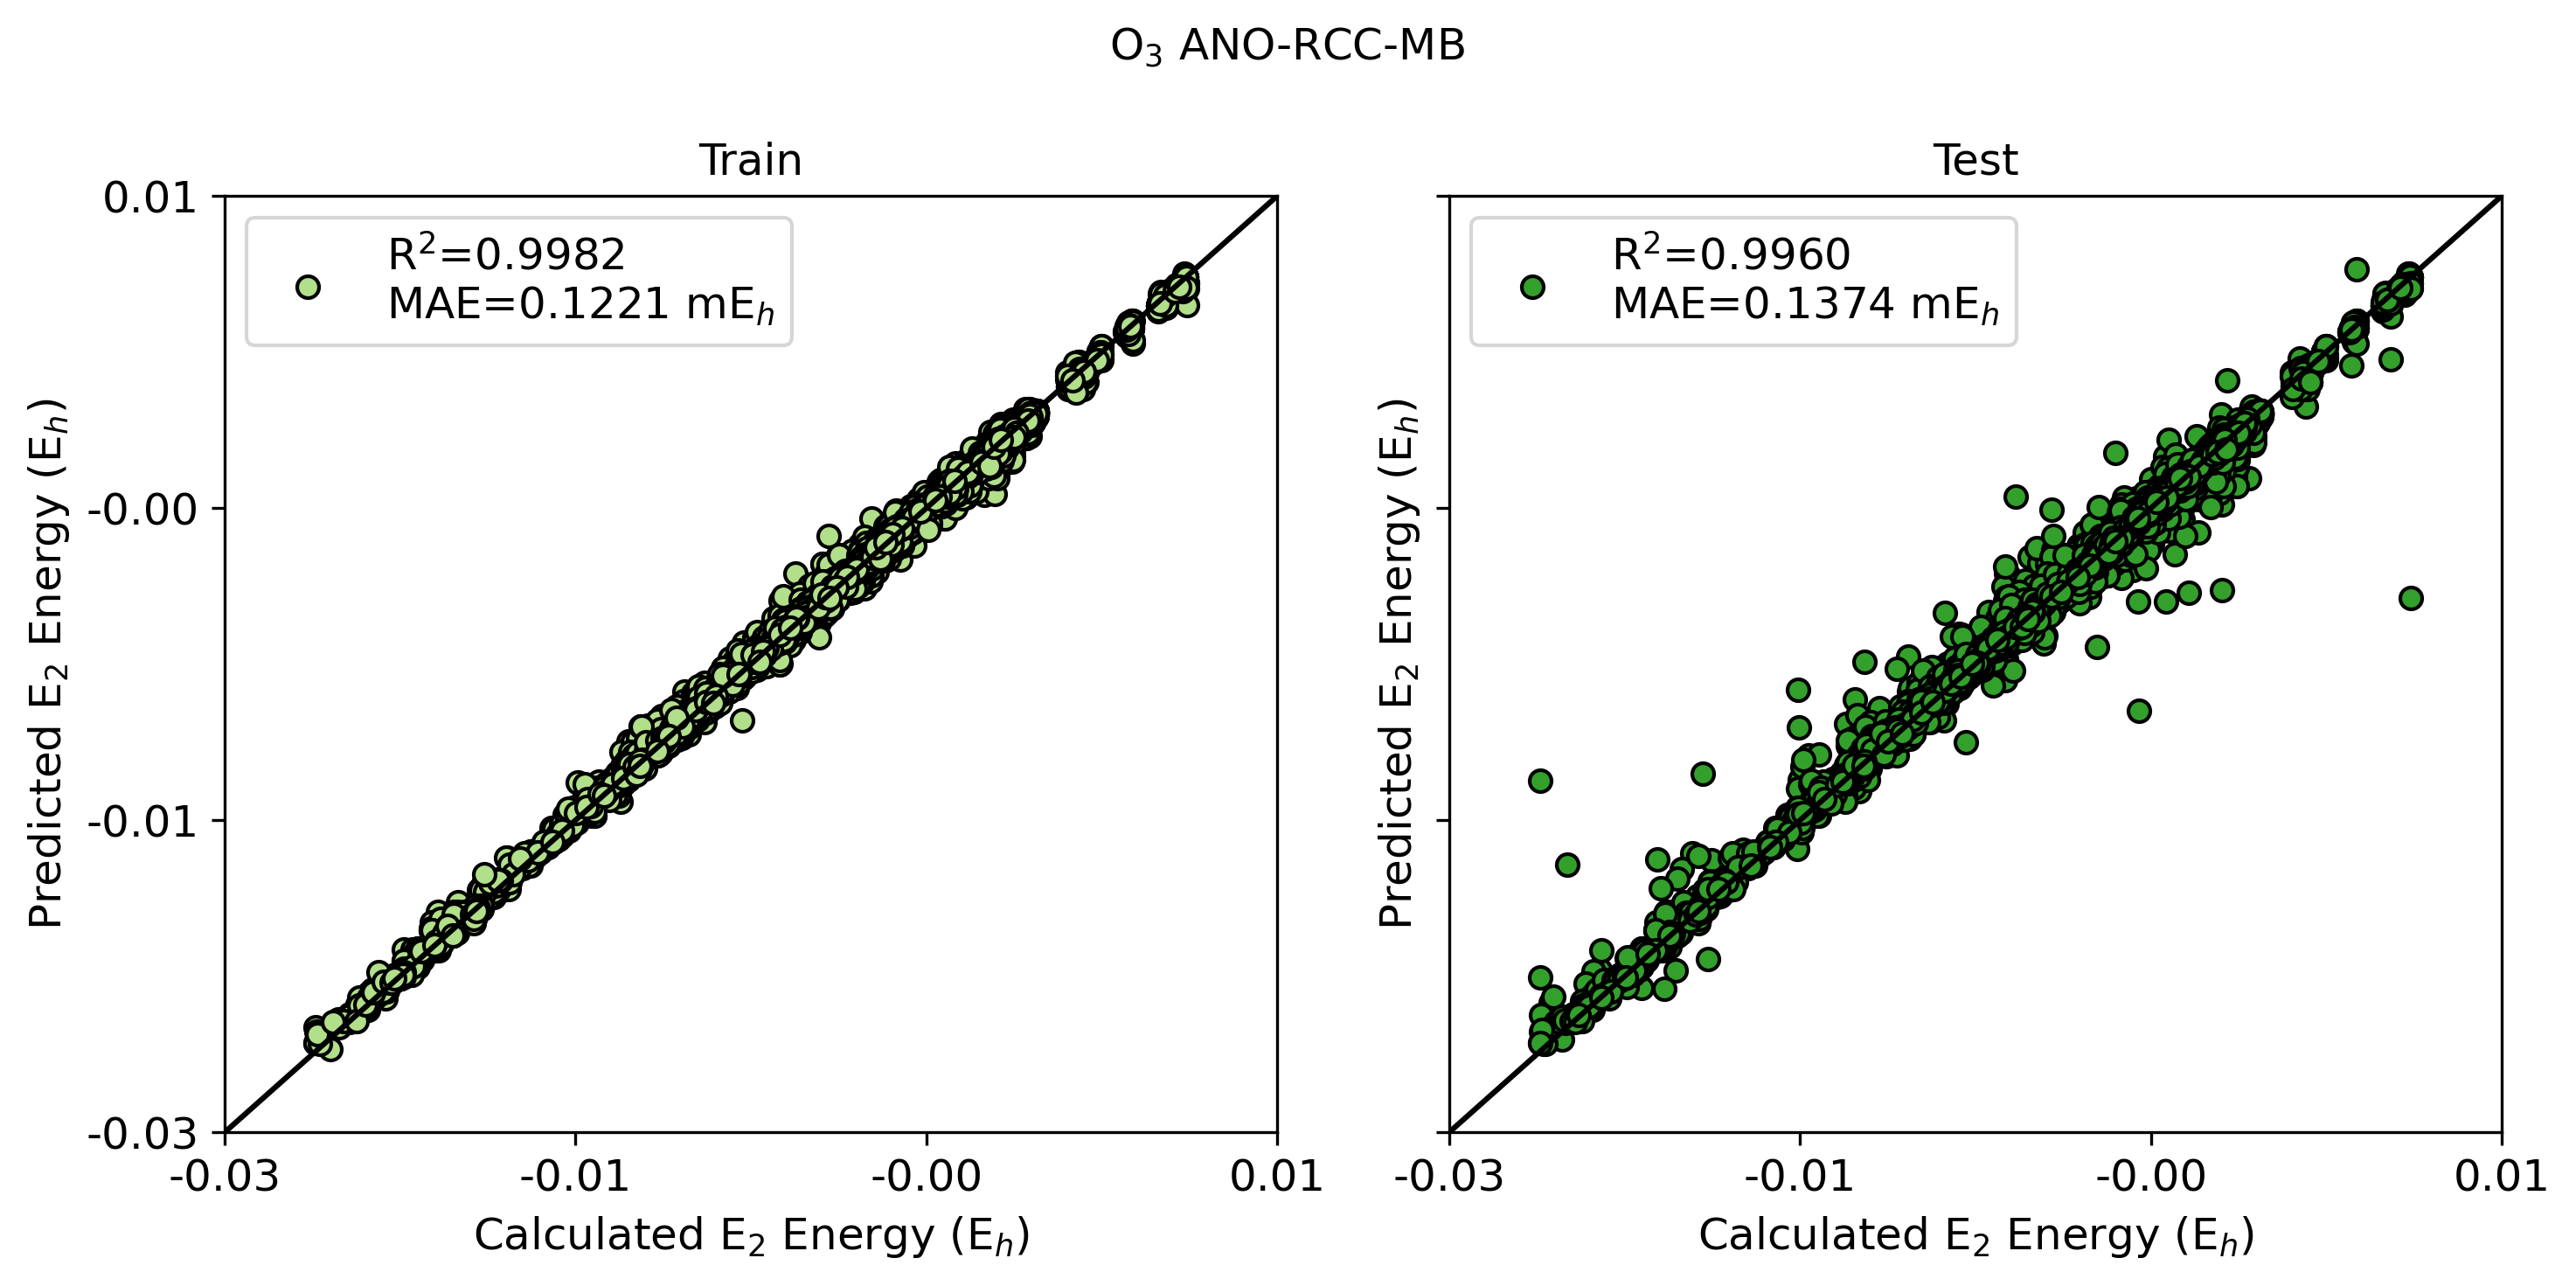 O₃ ANO-RCC-MB
Train
R²=0.9982
MAE=0.1221 mEₕ
0.01
-0.00
-0.01
-0.03
Predicted E₂ Energy (Eₕ)
-0.03
-0.01
-0.00
0.01
Calculated E₂ Energy (Eₕ)
Test
R²=0.9960
MAE=0.1374 mEₕ
Predicted E₂ Energy (Eₕ)
-0.03
-0.01
-0.00
0.01
Calculated E₂ Energy (Eₕ)